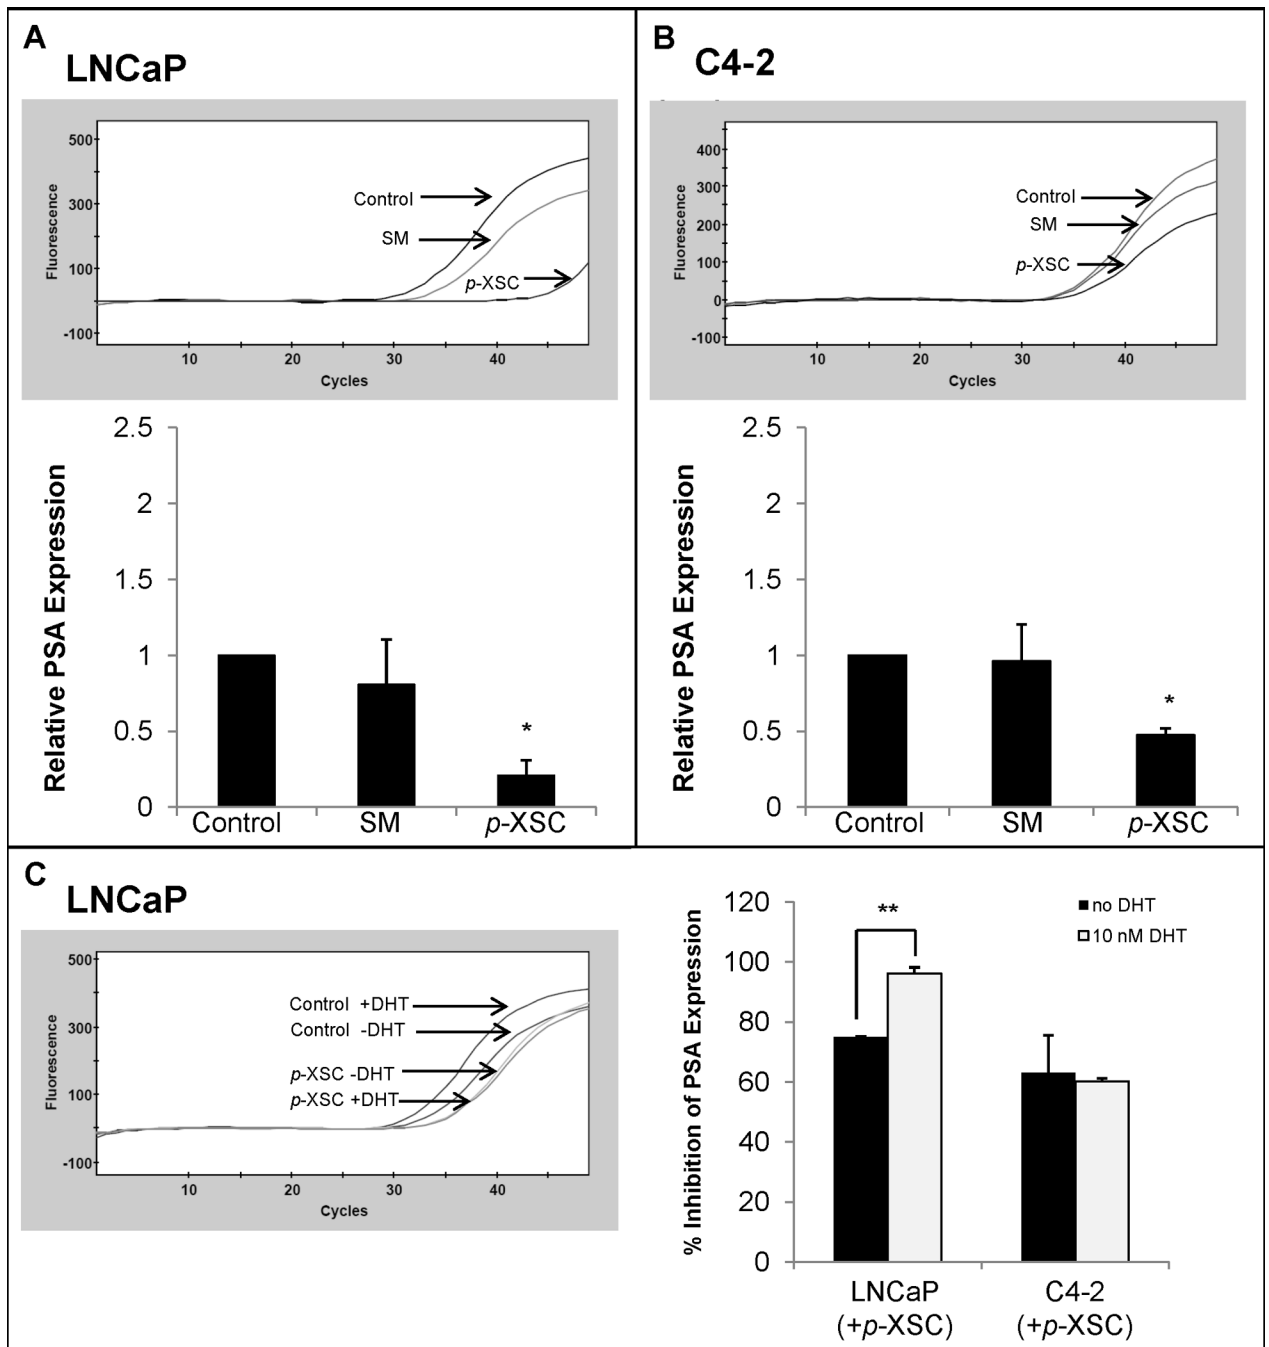 A
LNCaP
500
300
100
-100
Fluorescence
Control
SM
p-XSC
10 20 30 40
Cycles
2.5
2
1.5
1
0.5
0
Relative PSA Expression
*
Control SM p-XSC
B
C4-2
400
300
200
100
0
-100
Fluorescence
Control
SM
p-XSC
10 20 30 40
Cycles
2.5
2
1.5
1
0.5
0
Relative PSA Expression
*
Control SM p-XSC
C
LNCaP
500
300
100
-100
Fluorescence
Control +DHT
Control -DHT
p-XSC -DHT
p-XSC +DHT
10 20 30 40
Cycles
120
100
80
60
40
20
0
% Inhibition of PSA Expression
**
no DHT
10 nM DHT
LNCaP C4-2
(+p-XSC) (+p-XSC)